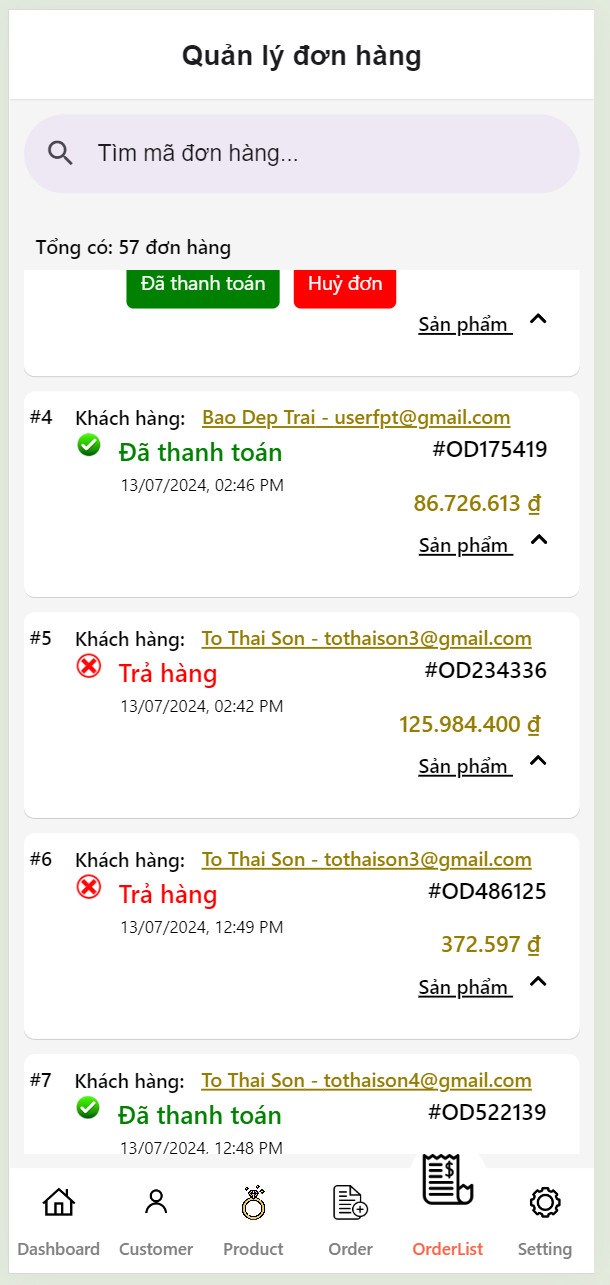 Quản lý đơn hàng
Tìm mã đơn hàng...
Tổng có: 57 đơn hàng
Đã thanh toán Huỷ đơn
Sản phẩm
#4 Khách hàng: Bao Dep Trai - userfpt@gmail.com
Đã thanh toán #OD175419
13/07/2024, 02:46 PM
86.726.613 ₫
Sản phẩm
#5 Khách hàng: To Thai Son - tothaison3@gmail.com
Trả hàng #OD234336
13/07/2024, 02:42 PM
125.984.400 ₫
Sản phẩm
#6 Khách hàng: To Thai Son - tothaison3@gmail.com
Trả hàng #OD486125
13/07/2024, 12:49 PM
372.597 ₫
Sản phẩm
#7 Khách hàng: To Thai Son - tothaison4@gmail.com
Đã thanh toán #OD522139
13/07/2024, 12:48 PM
Dashboard Customer Product Order OrderList Setting